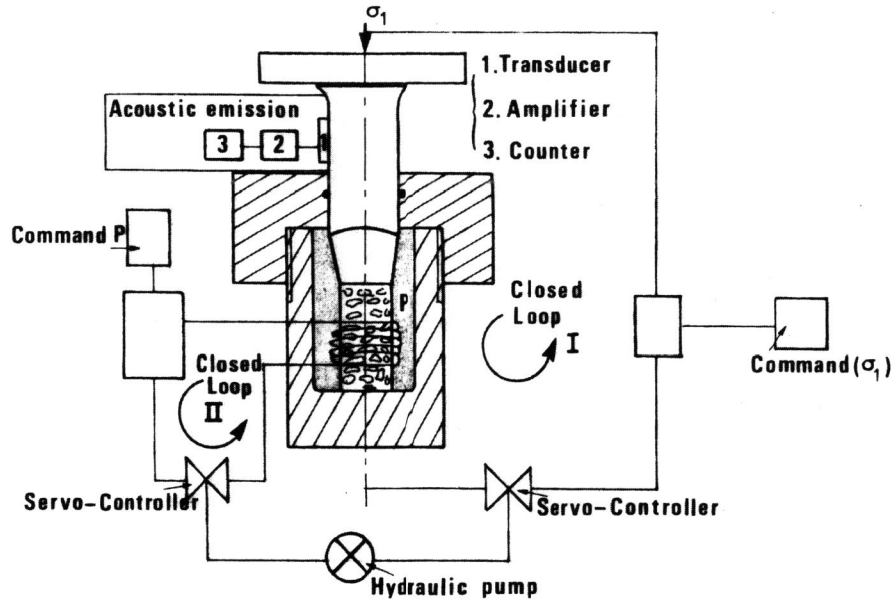 σ₁
1. Transducer
Acoustic emission
2. Amplifier
3 2
3. Counter
Command P
P
Closed
Loop I
Closed
Loop
II
Command (σ₁)
Servo-Controller
Servo-Controller
Hydraulic pump